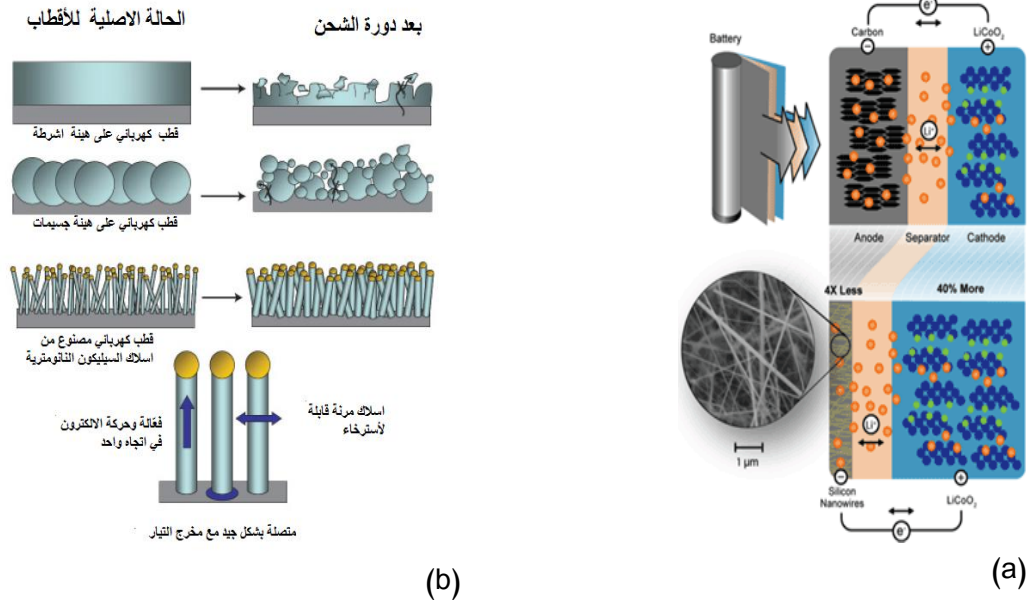 الحالة الاصلية للأقطاب
بعد دورة الشحن
قطب كهربائي على هيئة اشرطة
قطب كهربائي على هيئة جسيمات
قطب كهربائي مصنوع من
اسلاك السيليكون النانومترية
فعّالة وحركة الالكترون
في اتجاه واحد
اسلاك مرنة قابلة
لأسترخاء
متصلة بشكل جيد مع مخرج التيار
(b)
e⁻
Carbon
−
LiCoO₂
+
Battery
Li⁺
Anode
Separator
Cathode
4X Less
40% More
Li⁺
1 µm
−
Silicon
Nanowires
+
LiCoO₂
e⁻
(a)